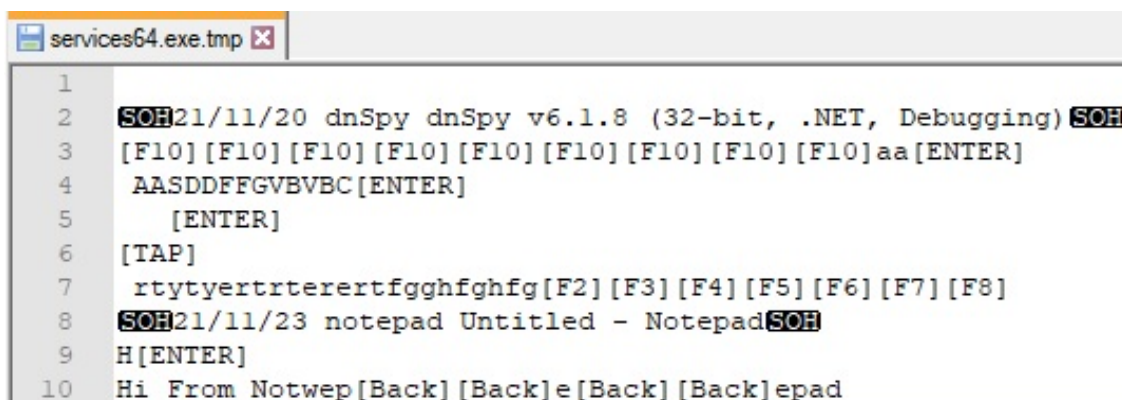 services64.exe.tmp
1
2 SOH21/11/20 dnSpy dnSpy v6.1.8 (32-bit, .NET, Debugging)SOH
3 [F10][F10][F10][F10][F10][F10][F10][F10][F10]aa[ENTER]
4 AASDDFFGVBVBC[ENTER]
5 [ENTER]
6 [TAP]
7 rtytyertrterertfgghfghfg[F2][F3][F4][F5][F6][F7][F8]
8 SOH21/11/23 notepad Untitled - NotepadSOH
9 H[ENTER]
10 Hi From Notwep[Back][Back]e[Back][Back]epad